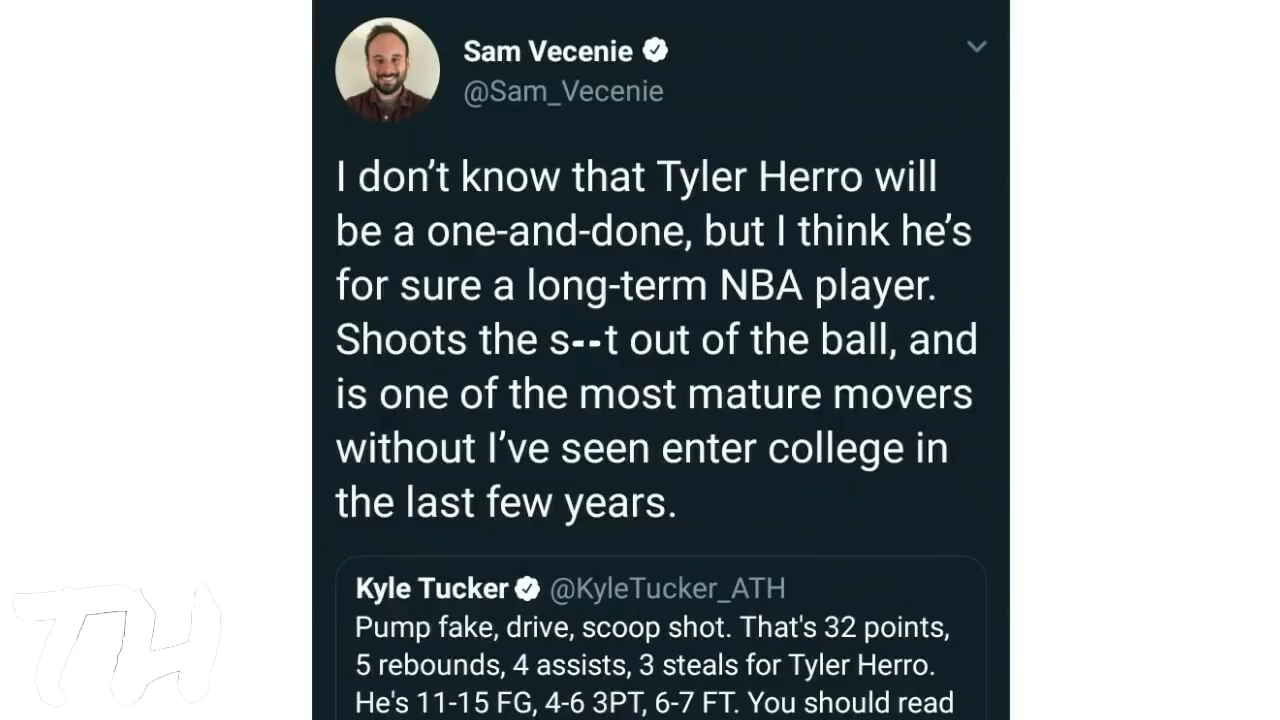 Sam Vecenie
@Sam_Vecenie
I don't know that Tyler Herro will
be a one-and-done, but I think he's
for sure a long-term NBA player.
Shoots the s--t out of the ball, and
is one of the most mature movers
without I've seen enter college in
the last few years.
Kyle Tucker @KyleTucker_ATH
Pump fake, drive, scoop shot. That's 32 points,
5 rebounds, 4 assists, 3 steals for Tyler Herro.
He's 11-15 FG, 4-6 3PT, 6-7 FT. You should read
TH